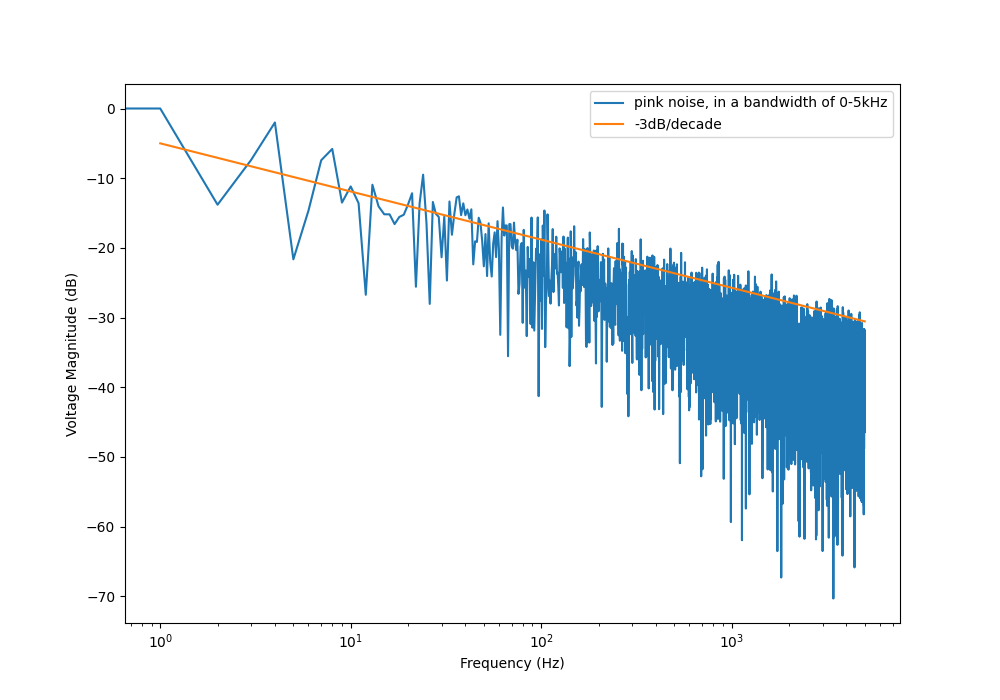 pink noise, in a bandwidth of 0-5kHz
-3dB/decade
Voltage Magnitude (dB)
0
−10
−20
−30
−40
−50
−60
−70
10⁰ 10¹ 10² 10³
Frequency (Hz)